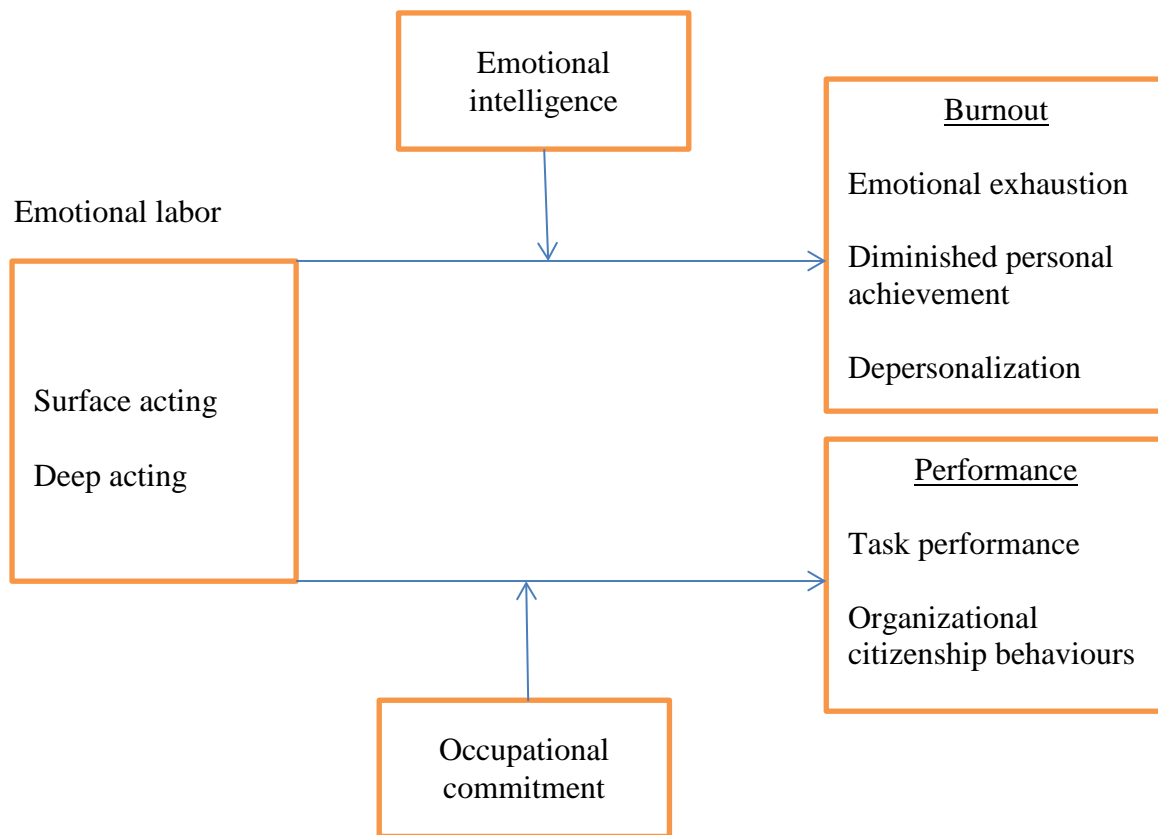 Emotional
intelligence
Burnout
Emotional exhaustion
Emotional labor
Diminished personal
achievement
Depersonalization
Surface acting
Deep acting
Performance
Task performance
Organizational
citizenship behaviours
Occupational
commitment